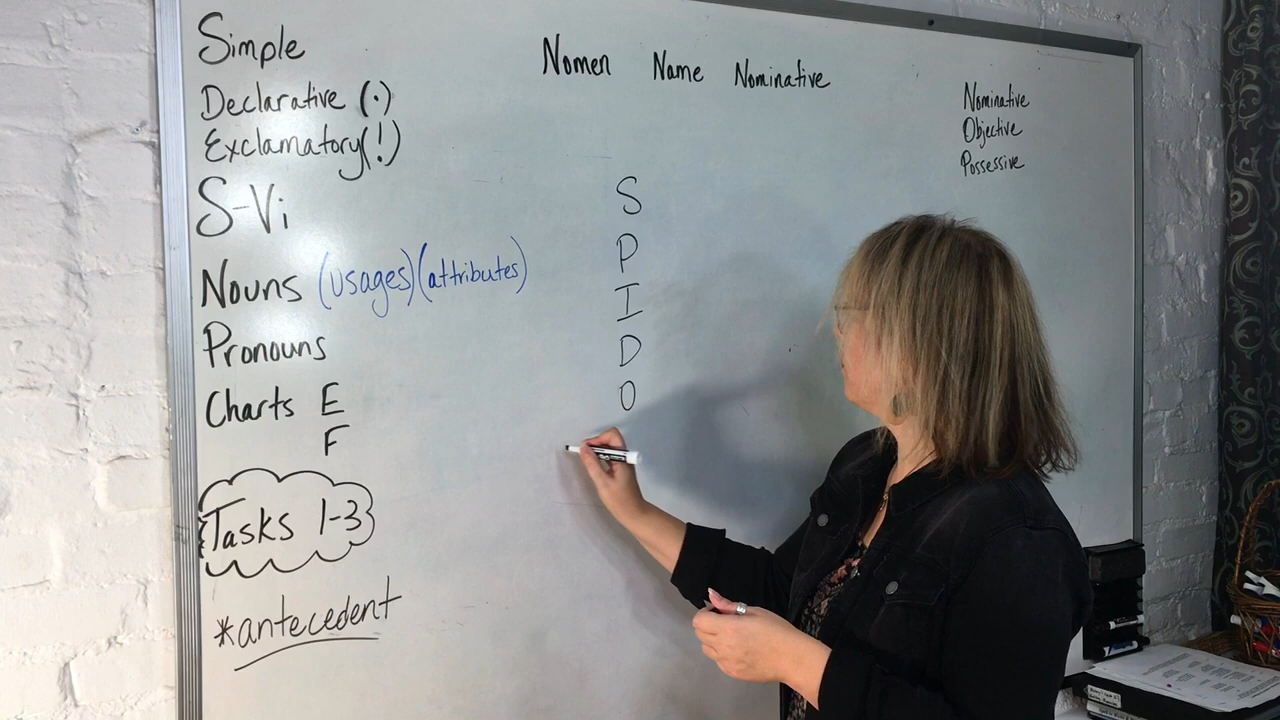 Simple
Declarative (.)
Exclamatory(!)
S-Vi
Nouns (usages)(attributes)
Pronouns
Charts E
F
Tasks 1-3
*antecedent
Nomen Name Nominative
S
P
I
D
O
Nominative
Objective
Possessive